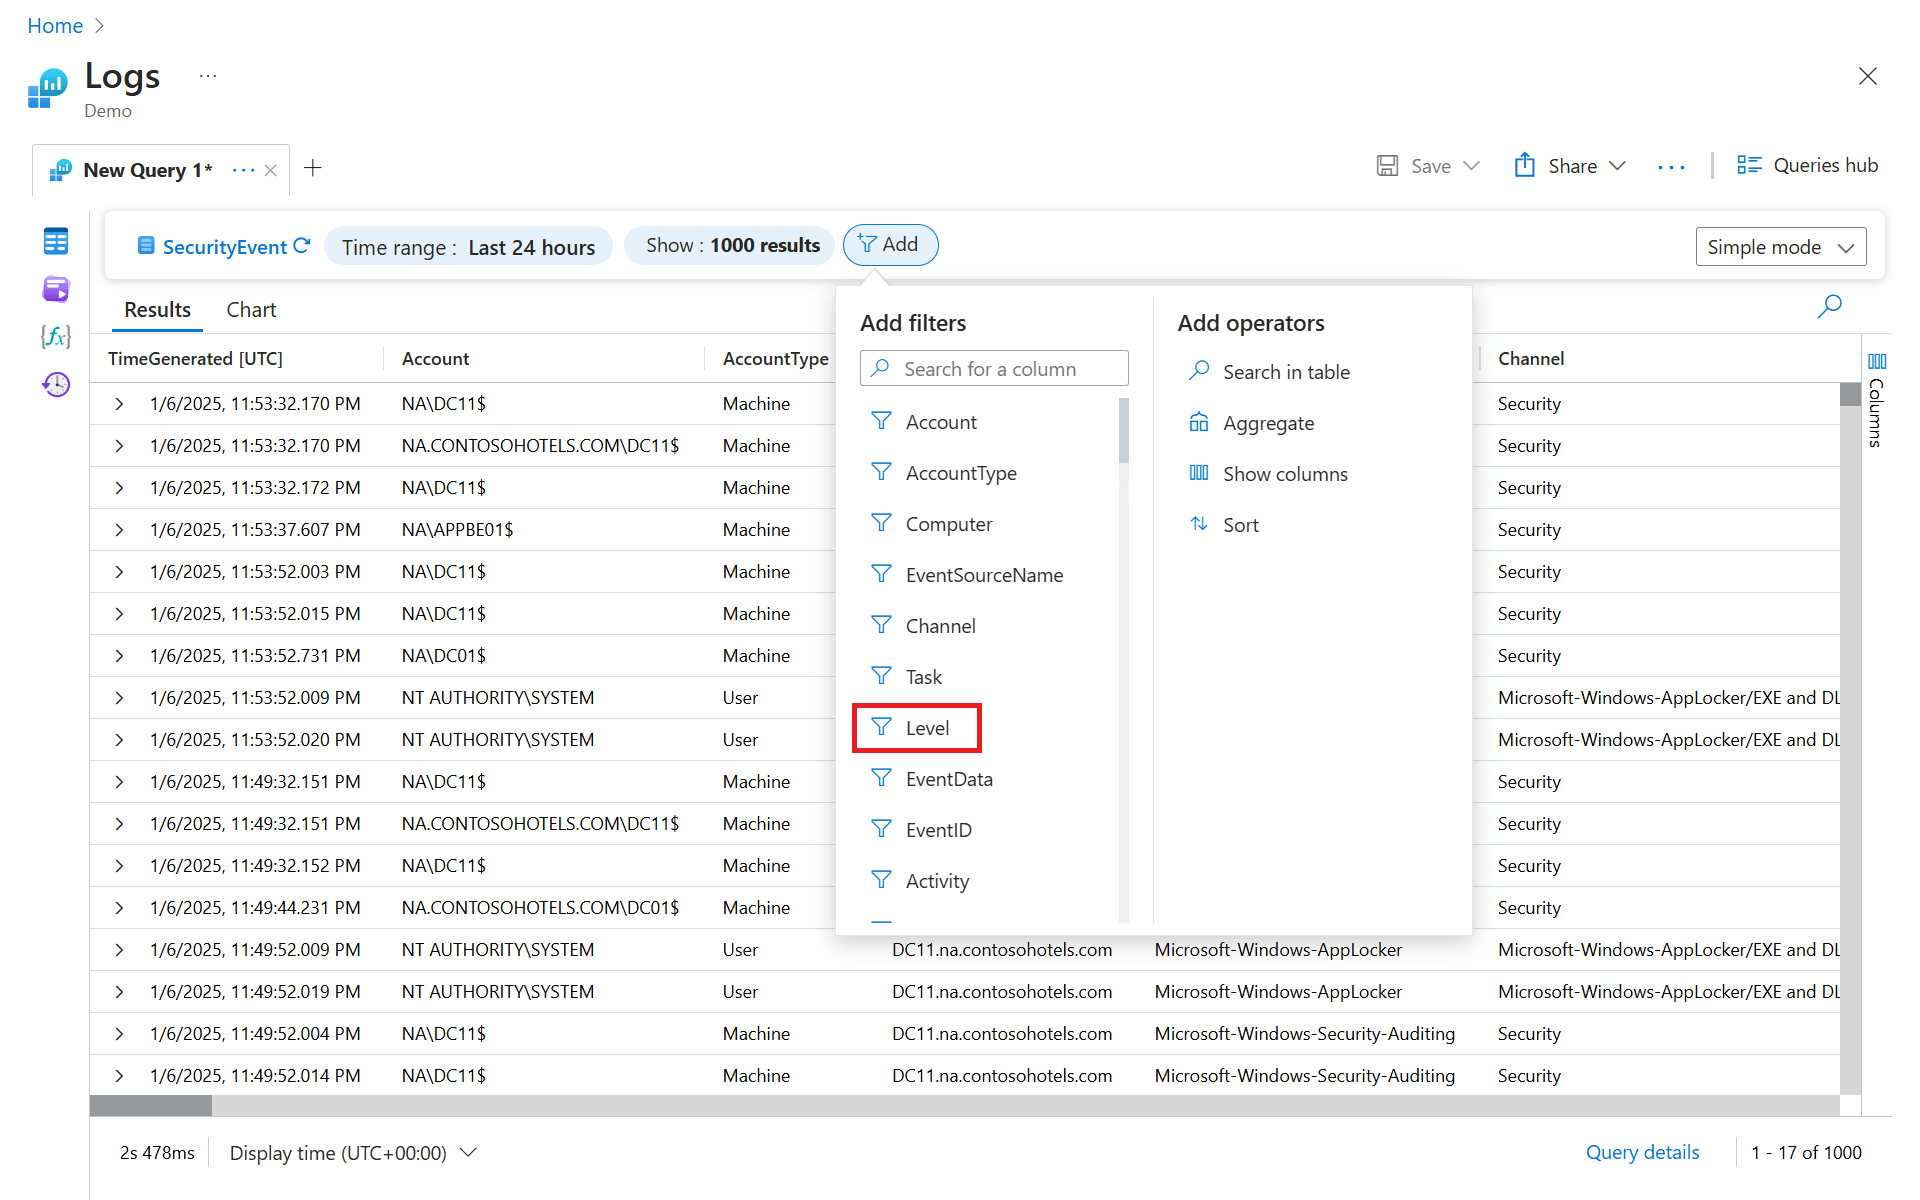 Home
Logs ...
Demo
New Query 1* ...
Save
Share
...
Queries hub
SecurityEvent
Time range : Last 24 hours
Show : 1000 results
Add
Simple mode
Results
Chart
TimeGenerated [UTC] Account AccountType Channel
Columns
1/6/2025, 11:53:32.170 PM NA\DC11$ Machine Security
1/6/2025, 11:53:32.170 PM NA.CONTOSOHOTELS.COM\DC11$ Machine Security
1/6/2025, 11:53:32.172 PM NA\DC11$ Machine Security
1/6/2025, 11:53:37.607 PM NA\APPBE01$ Machine Security
1/6/2025, 11:53:52.003 PM NA\DC11$ Machine Security
1/6/2025, 11:53:52.015 PM NA\DC11$ Machine Security
1/6/2025, 11:53:52.731 PM NA\DC01$ Machine Security
1/6/2025, 11:53:52.009 PM NT AUTHORITY\SYSTEM User Microsoft-Windows-AppLocker/EXE and DL
1/6/2025, 11:53:52.020 PM NT AUTHORITY\SYSTEM User Microsoft-Windows-AppLocker/EXE and DL
1/6/2025, 11:49:32.151 PM NA\DC11$ Machine Security
1/6/2025, 11:49:32.151 PM NA.CONTOSOHOTELS.COM\DC11$ Machine Security
1/6/2025, 11:49:32.152 PM NA\DC11$ Machine Security
1/6/2025, 11:49:44.231 PM NA.CONTOSOHOTELS.COM\DC01$ Machine Security
1/6/2025, 11:49:52.009 PM NT AUTHORITY\SYSTEM User DC11.na.contosohotels.com Microsoft-Windows-AppLocker Microsoft-Windows-AppLocker/EXE and DL
1/6/2025, 11:49:52.019 PM NT AUTHORITY\SYSTEM User DC11.na.contosohotels.com Microsoft-Windows-AppLocker Microsoft-Windows-AppLocker/EXE and DL
1/6/2025, 11:49:52.004 PM NA\DC11$ Machine DC11.na.contosohotels.com Microsoft-Windows-Security-Auditing Security
1/6/2025, 11:49:52.014 PM NA\DC11$ Machine DC11.na.contosohotels.com Microsoft-Windows-Security-Auditing Security
Add filters
Search for a column
Account
AccountType
Computer
EventSourceName
Channel
Task
Level
EventData
EventID
Activity
Add operators
Search in table
Aggregate
Show columns
Sort
2s 478ms
Display time (UTC+00:00)
Query details
1 - 17 of 1000